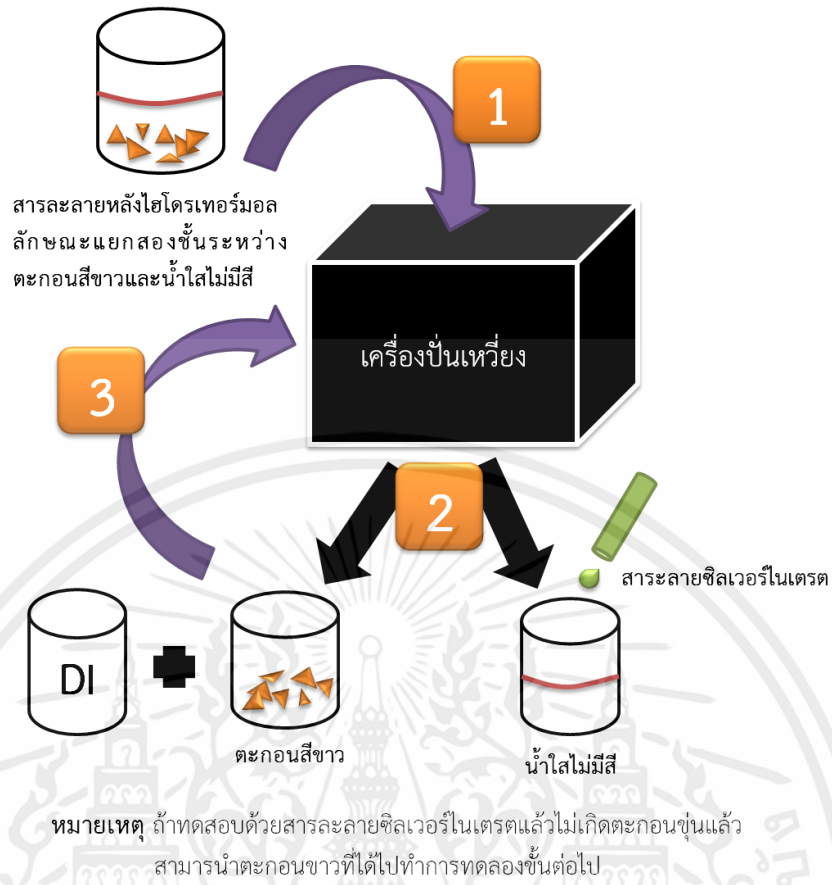 1
สารละลายหลังไฮโดรเทอร์มอล
ลักษณะแยกสองชั้นระหว่าง
ตะกอนสีขาวและน้ำใสไม่มีสี
เครื่องปั่นเหวี่ยง
3
2
สาระลายซิลเวอร์ไนเตรต
DI
ตะกอนสีขาว
น้ำใสไม่มีสี
หมายเหตุ ถ้าทดสอบด้วยสารละลายซิลเวอร์ไนเตรตแล้วไม่เกิดตะกอนขุ่นแล้ว
สามารนำตะกอนขาวที่ได้ไปทำการทดลองขั้นต่อไป